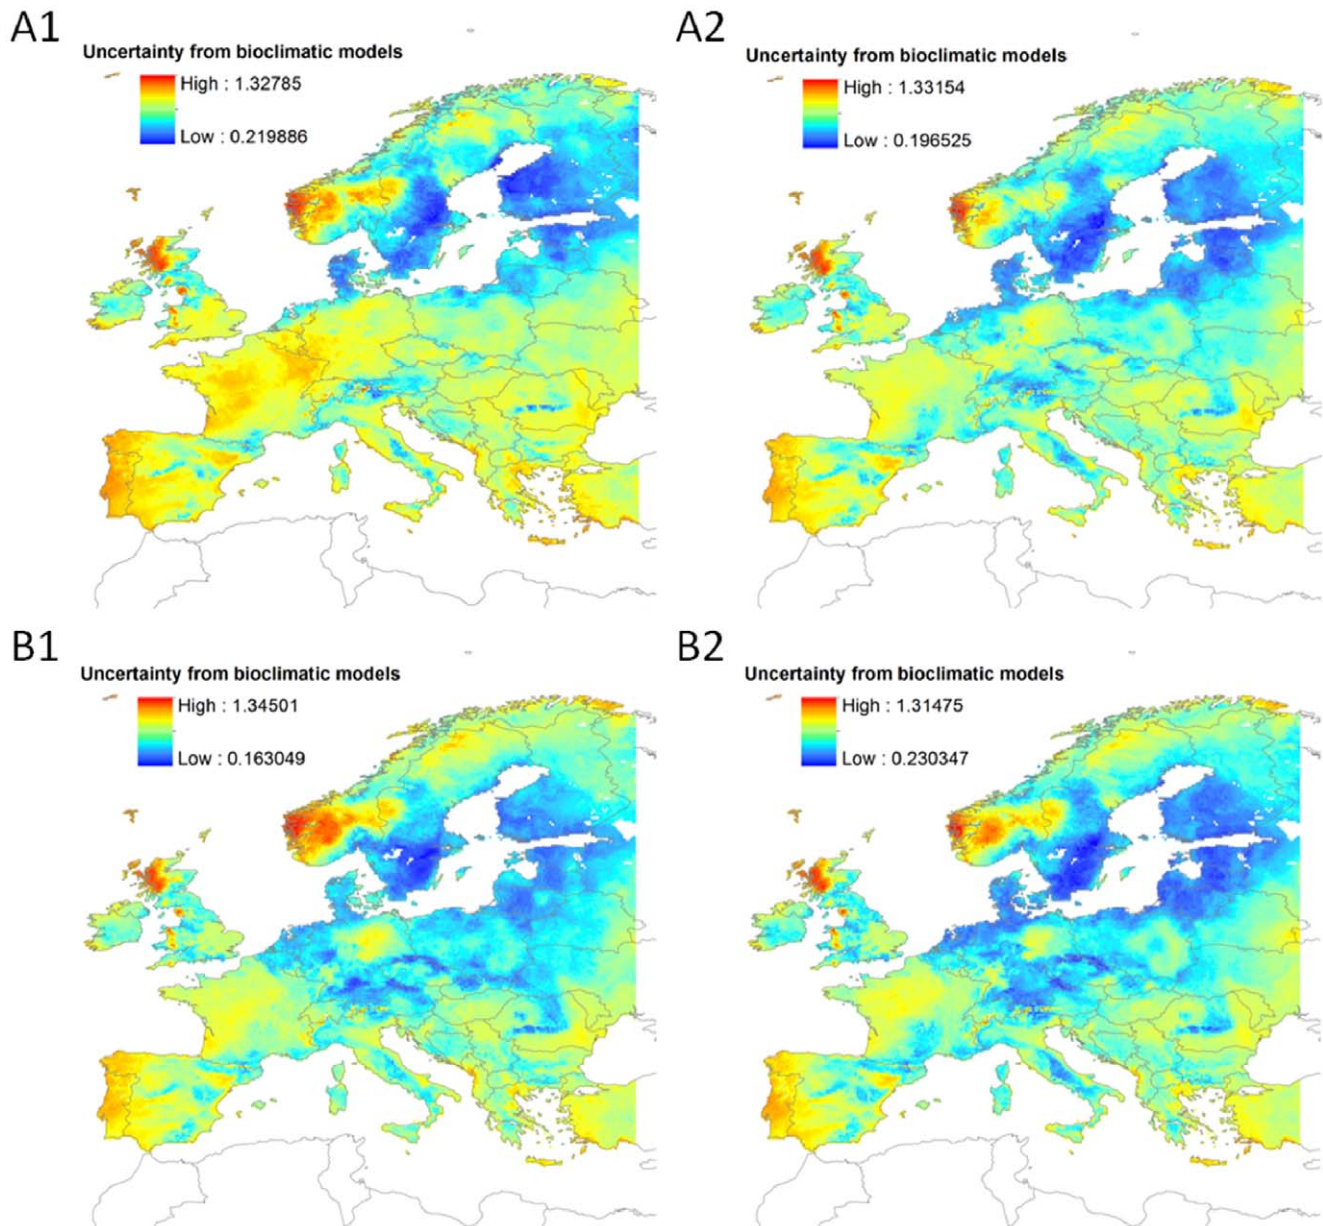 A1
Uncertainty from bioclimatic models
High : 1.32785
Low : 0.219886
A2
Uncertainty from bioclimatic models
High : 1.33154
Low : 0.196525
B1
Uncertainty from bioclimatic models
High : 1.34501
Low : 0.163049
B2
Uncertainty from bioclimatic models
High : 1.31475
Low : 0.230347